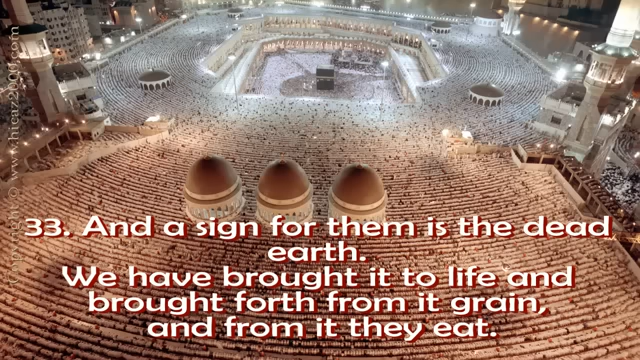 33. And a sign for them is the dead
earth.
We have brought it to life and
brought forth from it grain,
and from it they eat.